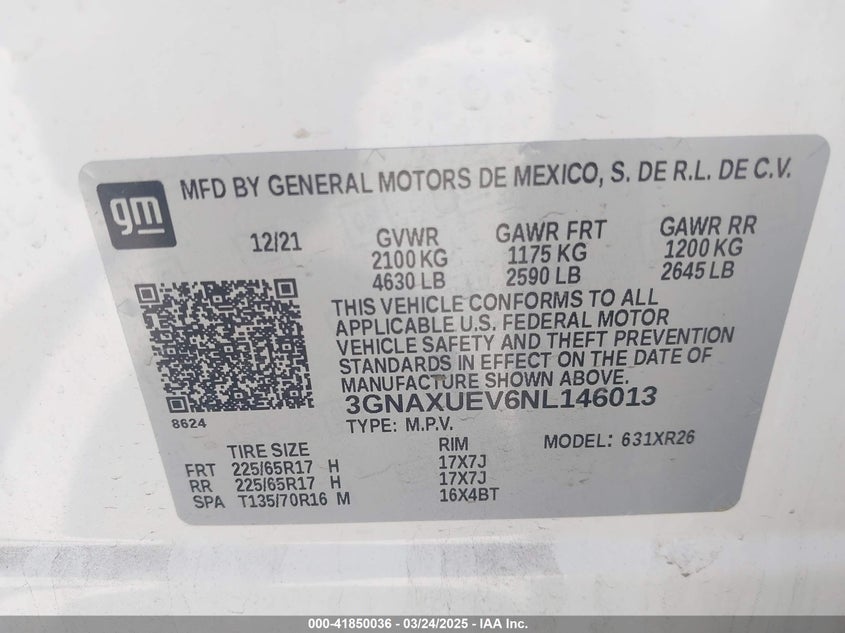 gm
MFD BY GENERAL MOTORS DE MEXICO, S. DE R.L. DE C.V.
12/21 GVWR GAWR FRT GAWR RR
2100 KG 1175 KG 1200 KG
4630 LB 2590 LB 2645 LB
THIS VEHICLE CONFORMS TO ALL
APPLICABLE U.S. FEDERAL MOTOR
VEHICLE SAFETY AND THEFT PREVENTION
STANDARDS IN EFFECT ON THE DATE OF
MANUFACTURE SHOWN ABOVE.
3GNAXUEV6NL146013
8624
TYPE: M.P.V.
TIRE SIZE RIM MODEL: 631XR26
FRT 225/65R17 H 17X7J
RR 225/65R17 H 17X7J
SPA T135/70R16 M 16X4BT
000-41850036 - 03/24/2025 - IAA Inc.